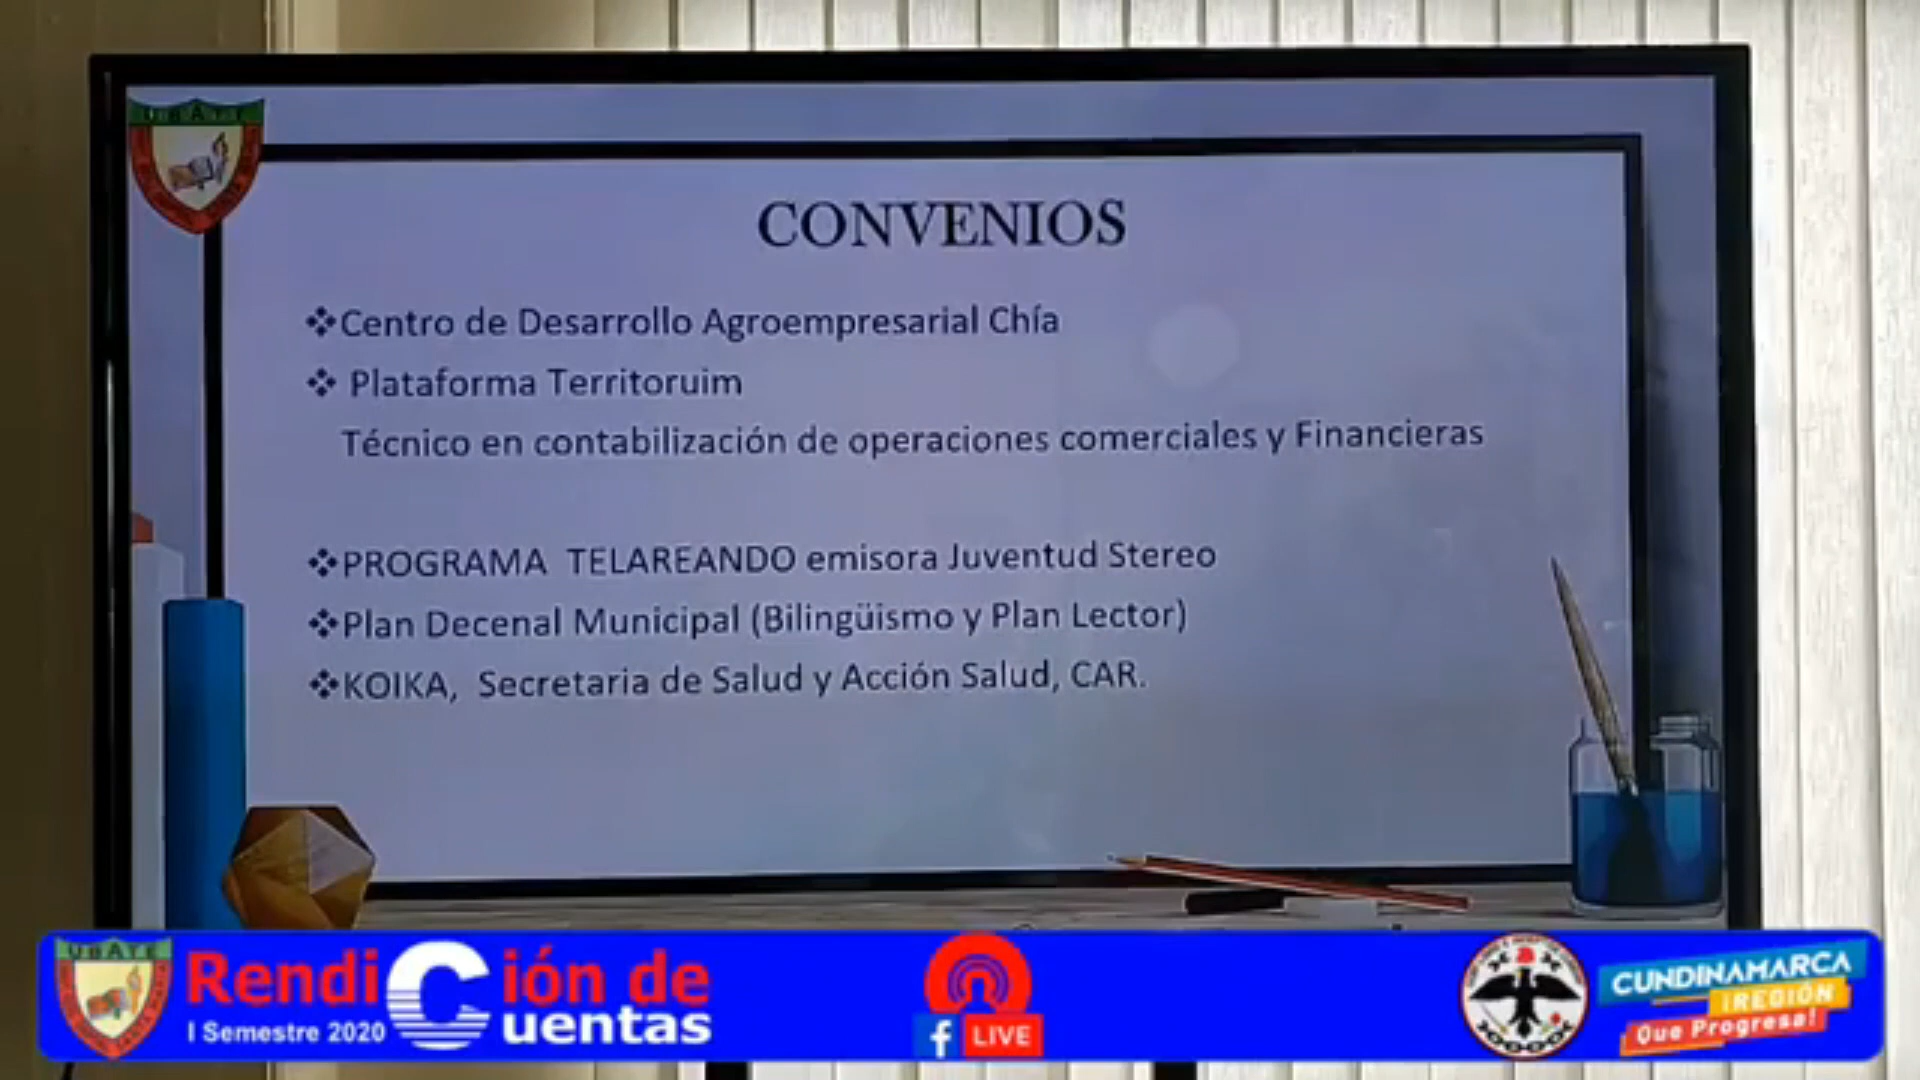 UBATE
CONVENIOS
❖Centro de Desarrollo Agroempresarial Chía
❖ Plataforma Territoruim
Técnico en contabilización de operaciones comerciales y Financieras
❖PROGRAMA TELAREANDO emisora Juventud Stereo
❖Plan Decenal Municipal (Bilingüismo y Plan Lector)
❖KOIKA, Secretaria de Salud y Acción Salud, CAR.
UBATE
Rendición de
Cuentas
I Semestre 2020
f LIVE
CUNDINAMARCA
¡REGIÓN
Que Progresa!